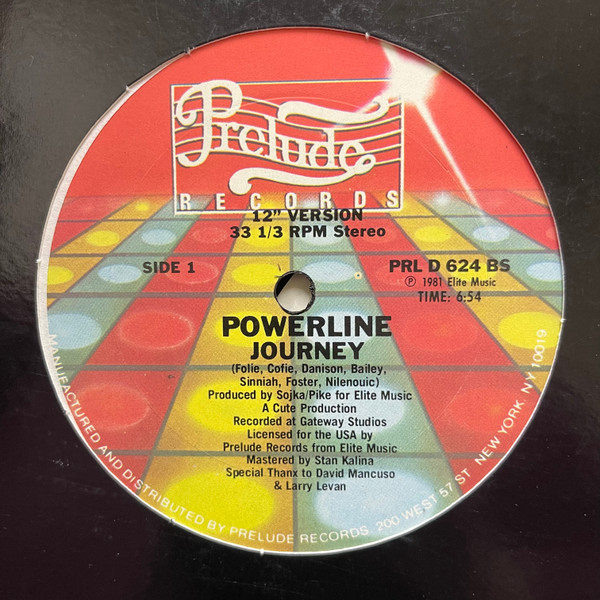 Prelude
RECORDS
12" VERSION
33 1/3 RPM Stereo
SIDE 1
PRL D 624 BS
Ⓟ 1981 Elite Music
TIME: 6:54
POWERLINE
JOURNEY
(Folie, Cofie, Danison, Bailey,
Sinniah, Foster, Nilenouic)
Produced by Sojka/Pike for Elite Music
A Cute Production
Recorded at Gateway Studios
Licensed for the USA by
Prelude Records from Elite Music
Mastered by Stan Kalina
Special Thanx to David Mancuso
& Larry Levan
MANUFACTURED AND DISTRIBUTED BY PRELUDE RECORDS 200 WEST 57 ST NEW YORK NY 10019